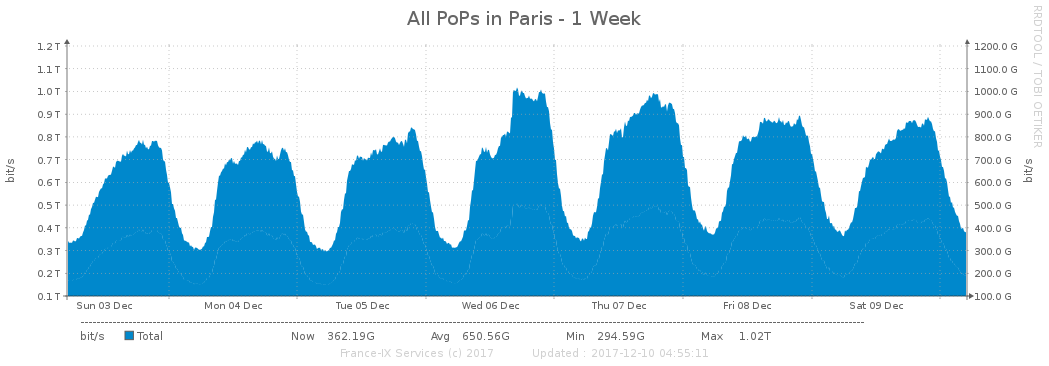 All PoPs in Paris - 1 Week
RRDTOOL / TOBI OETIKER
bit/s
1.2 T
1.1 T
1.0 T
0.9 T
0.8 T
0.7 T
0.6 T
0.5 T
0.4 T
0.3 T
0.2 T
0.1 T
1200.0 G
1100.0 G
1000.0 G
900.0 G
800.0 G
700.0 G
600.0 G
500.0 G
400.0 G
300.0 G
200.0 G
100.0 G
bit/s
Sun 03 Dec Mon 04 Dec Tue 05 Dec Wed 06 Dec Thu 07 Dec Fri 08 Dec Sat 09 Dec
bit/s Total Now 362.19G Avg 650.56G Min 294.59G Max 1.02T
France-IX Services (c) 2017 Updated : 2017-12-10 04:55:11